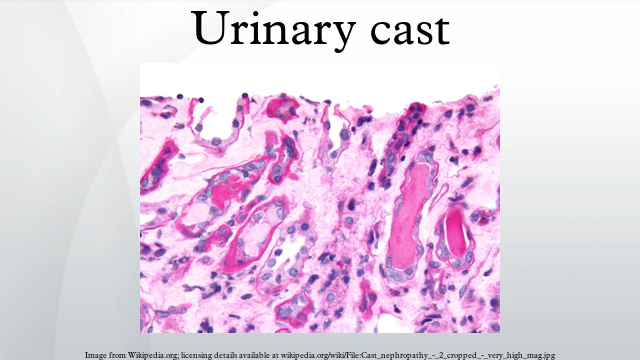 Urinary cast
Image from Wikipedia.org; licensing details available at wikipedia.org/wiki/File:Cast_nephropathy_-_2_cropped_-_very_high_mag.jpg